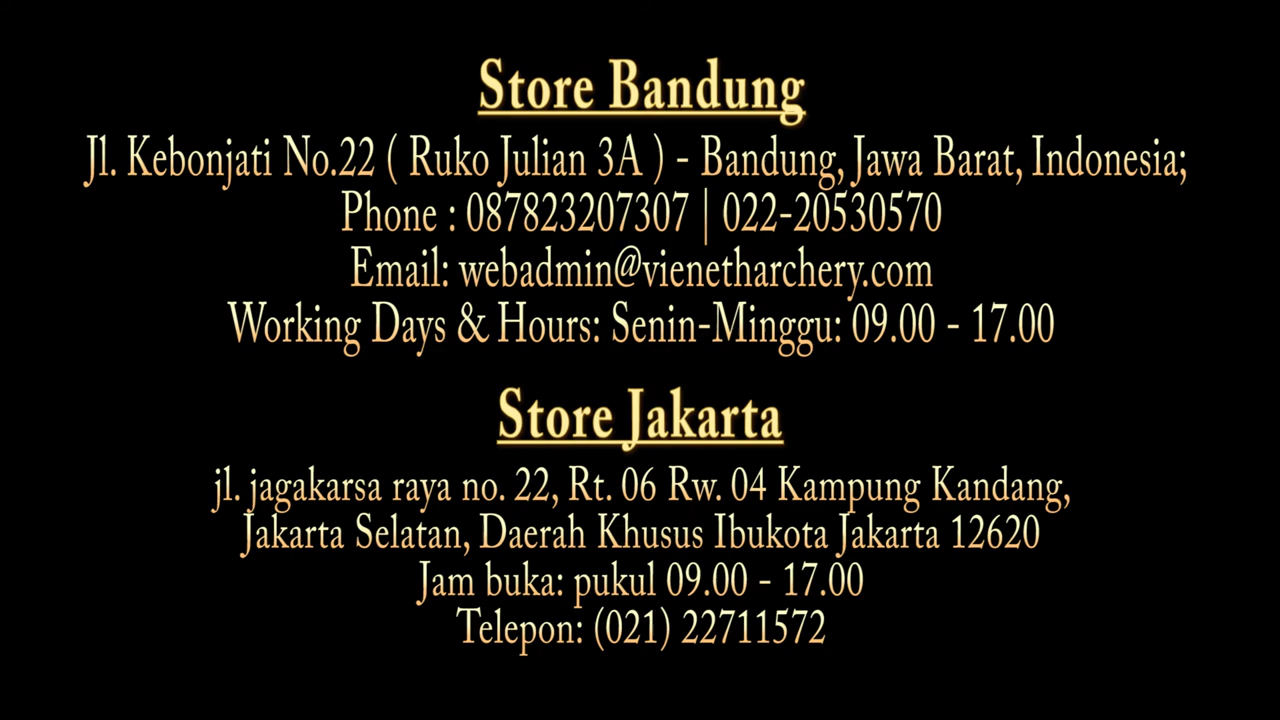 Store Bandung
Jl. Kebonjati No.22 ( Ruko Julian 3A ) - Bandung, Jawa Barat, Indonesia;
Phone : 087823207307 | 022-20530570
Email: webadmin@vienetharchery.com
Working Days & Hours: Senin-Minggu: 09.00 - 17.00
Store Jakarta
jl. jagakarsa raya no. 22, Rt. 06 Rw. 04 Kampung Kandang,
Jakarta Selatan, Daerah Khusus Ibukota Jakarta 12620
Jam buka: pukul 09.00 - 17.00
Telepon: (021) 22711572